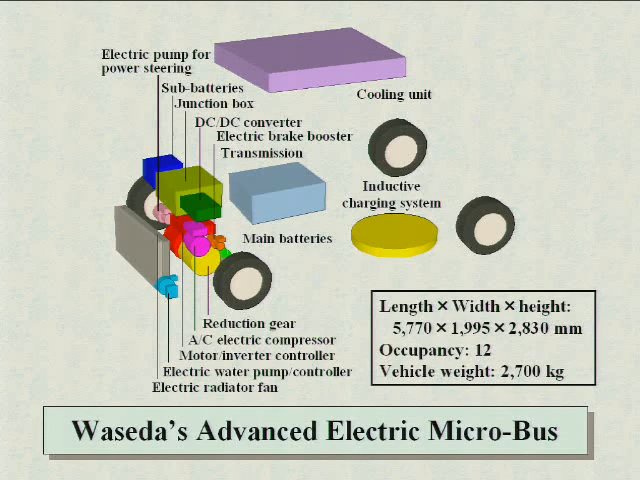 Electric pump for
power steering
Sub-batteries
Junction box
DC/DC converter
Electric brake booster
Transmission
Cooling unit
Inductive
charging system
Main batteries
Reduction gear
A/C electric compressor
Motor/inverter controller
Electric water pump/controller
Electric radiator fan
Length × Width × height:
5,770 × 1,995 × 2,830 mm
Occupancy: 12
Vehicle weight: 2,700 kg
Waseda's Advanced Electric Micro-Bus